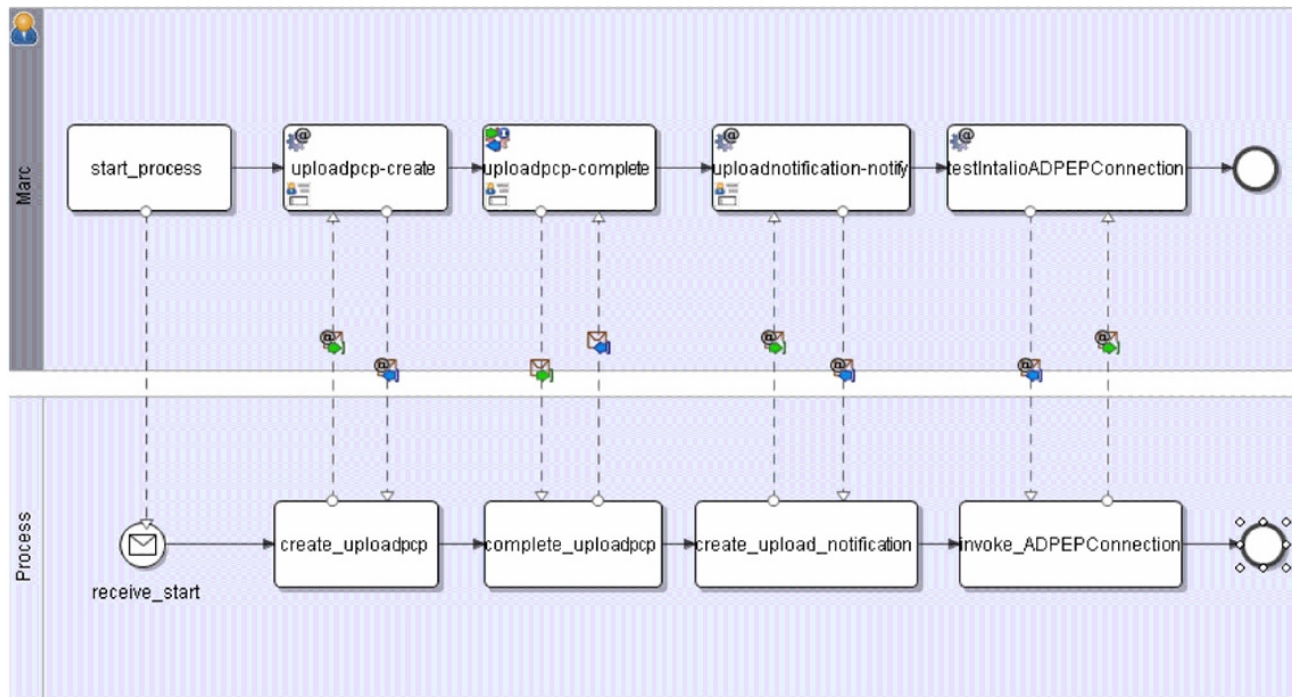 Marc
start_process
uploadpcp-create
uploadpcp-complete
uploadnotification-notify
testIntalioADPEPConnection
Process
receive_start
create_uploadpcp
complete_uploadpcp
create_upload_notification
invoke_ADPEPConnection